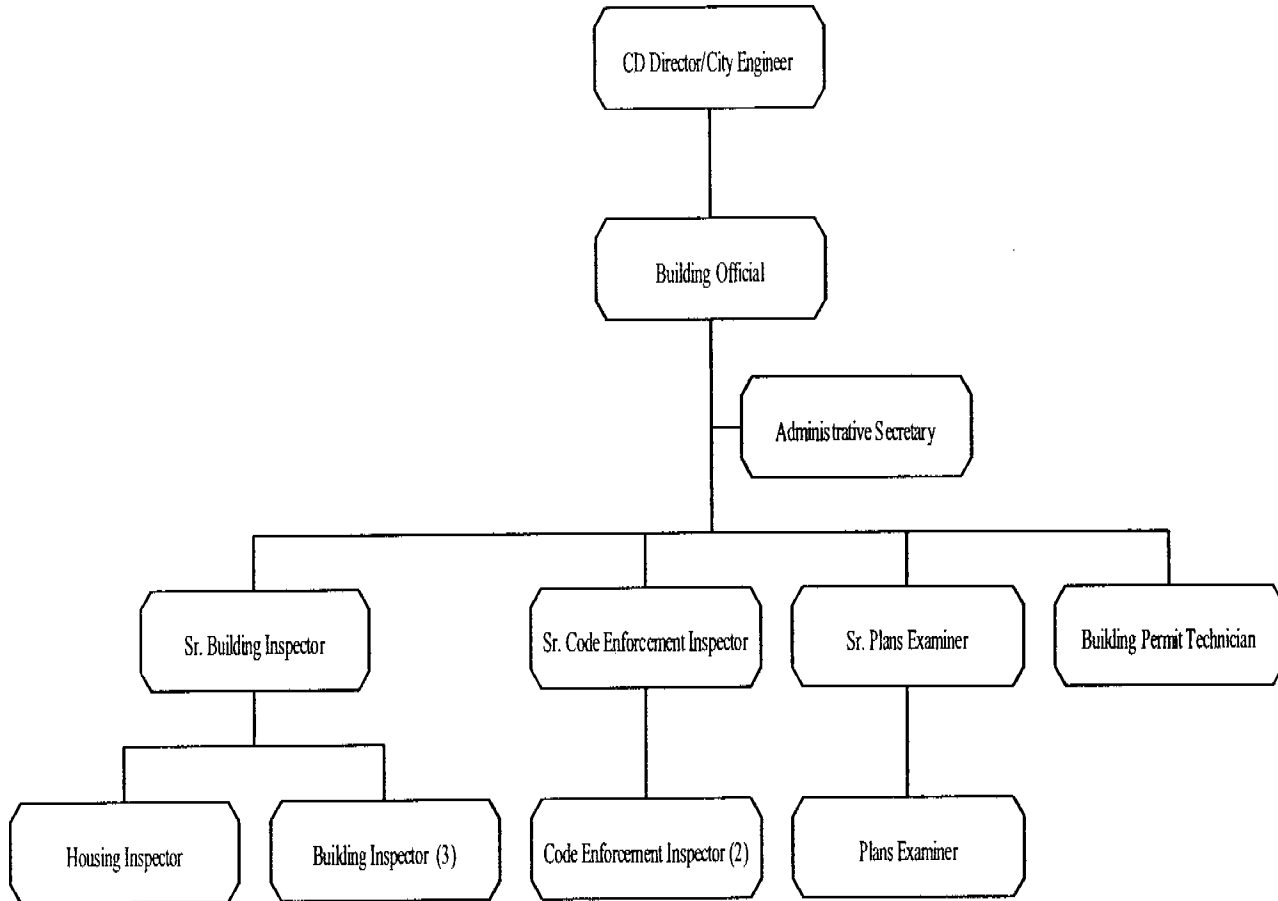 CD Director/City Engineer
Building Official
Administrative Secretary
Sr. Building Inspector
Sr. Code Enforcement Inspector
Sr. Plans Examiner
Building Permit Technician
Housing Inspector
Building Inspector (3)
Code Enforcement Inspector (2)
Plans Examiner